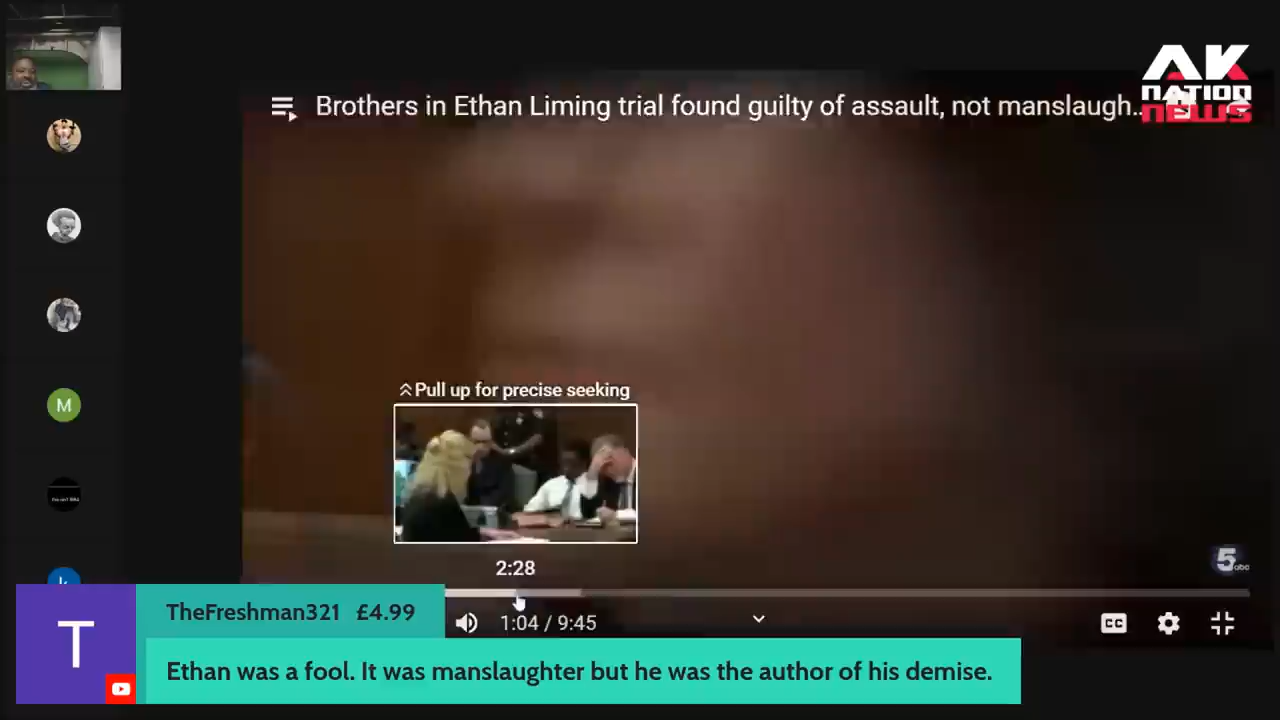 AK
NATION
NEWS
Brothers in Ethan Liming trial found guilty of assault, not manslaugh...
Pull up for precise seeking
2:28
M
5abc
k
1:04 / 9:45
CC
T
TheFreshman321 £4.99
Ethan was a fool. It was manslaughter but he was the author of his demise.